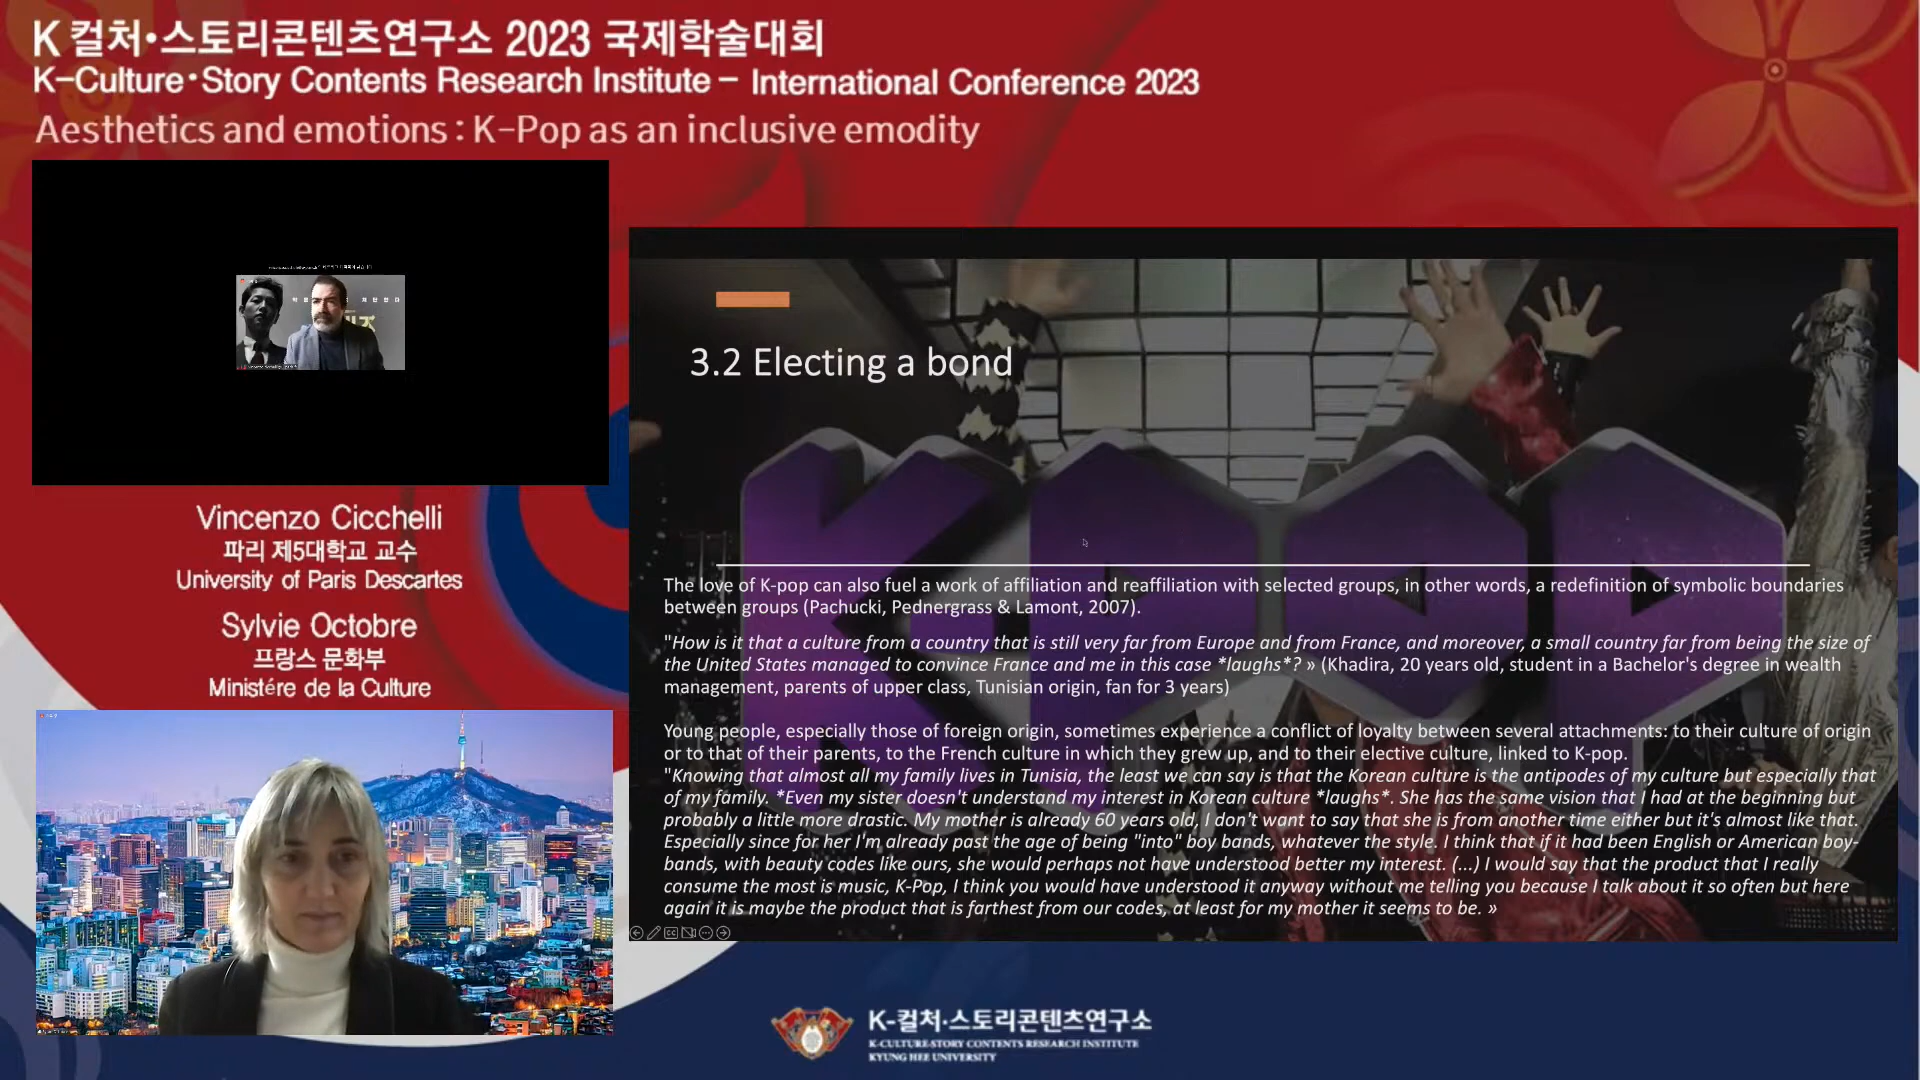 K 컬처•스토리콘텐츠연구소 2023 국제학술대회
K-Culture•Story Contents Research Institute - International Conference 2023
Aesthetics and emotions : K-Pop as an inclusive emodity
Vincenzo Cicchelli
파리 제5대학교 교수
University of Paris Descartes
Sylvie Octobre
프랑스 문화부
Ministére de la Culture
3.2 Electing a bond
KPOP
The love of K-pop can also fuel a work of affiliation and reaffiliation with selected groups, in other words, a redefinition of symbolic boundaries
between groups (Pachucki, Pednergrass & Lamont, 2007).
"How is it that a culture from a country that is still very far from Europe and from France, and moreover, a small country far from being the size of
the United States managed to convince France and me in this case *laughs*? » (Khadira, 20 years old, student in a Bachelor's degree in wealth
management, parents of upper class, Tunisian origin, fan for 3 years)
Young people, especially those of foreign origin, sometimes experience a conflict of loyalty between several attachments: to their culture of origin
or to that of their parents, to the French culture in which they grew up, and to their elective culture, linked to K-pop.
"Knowing that almost all my family lives in Tunisia, the least we can say is that the Korean culture is the antipodes of my culture but especially that
of my family. *Even my sister doesn't understand my interest in Korean culture *laughs*. She has the same vision that I had at the beginning but
probably a little more drastic. My mother is already 60 years old, I don't want to say that she is from another time either but it's almost like that.
Especially since for her I'm already past the age of being "into" boy bands, whatever the style. I think that if it had been English or American boy-
bands, with beauty codes like ours, she would perhaps not have understood better my interest. (...) I would say that the product that I really
consume the most is music, K-Pop, I think you would have understood it anyway without me telling you because I talk about it so often but here
again it is maybe the product that is farthest from our codes, at least for my mother it seems to be. »
K-컬처·스토리콘텐츠연구소
K-CULTURE·STORY CONTENTS RESEARCH INSTITUTE
KYUNG HEE UNIVERSITY